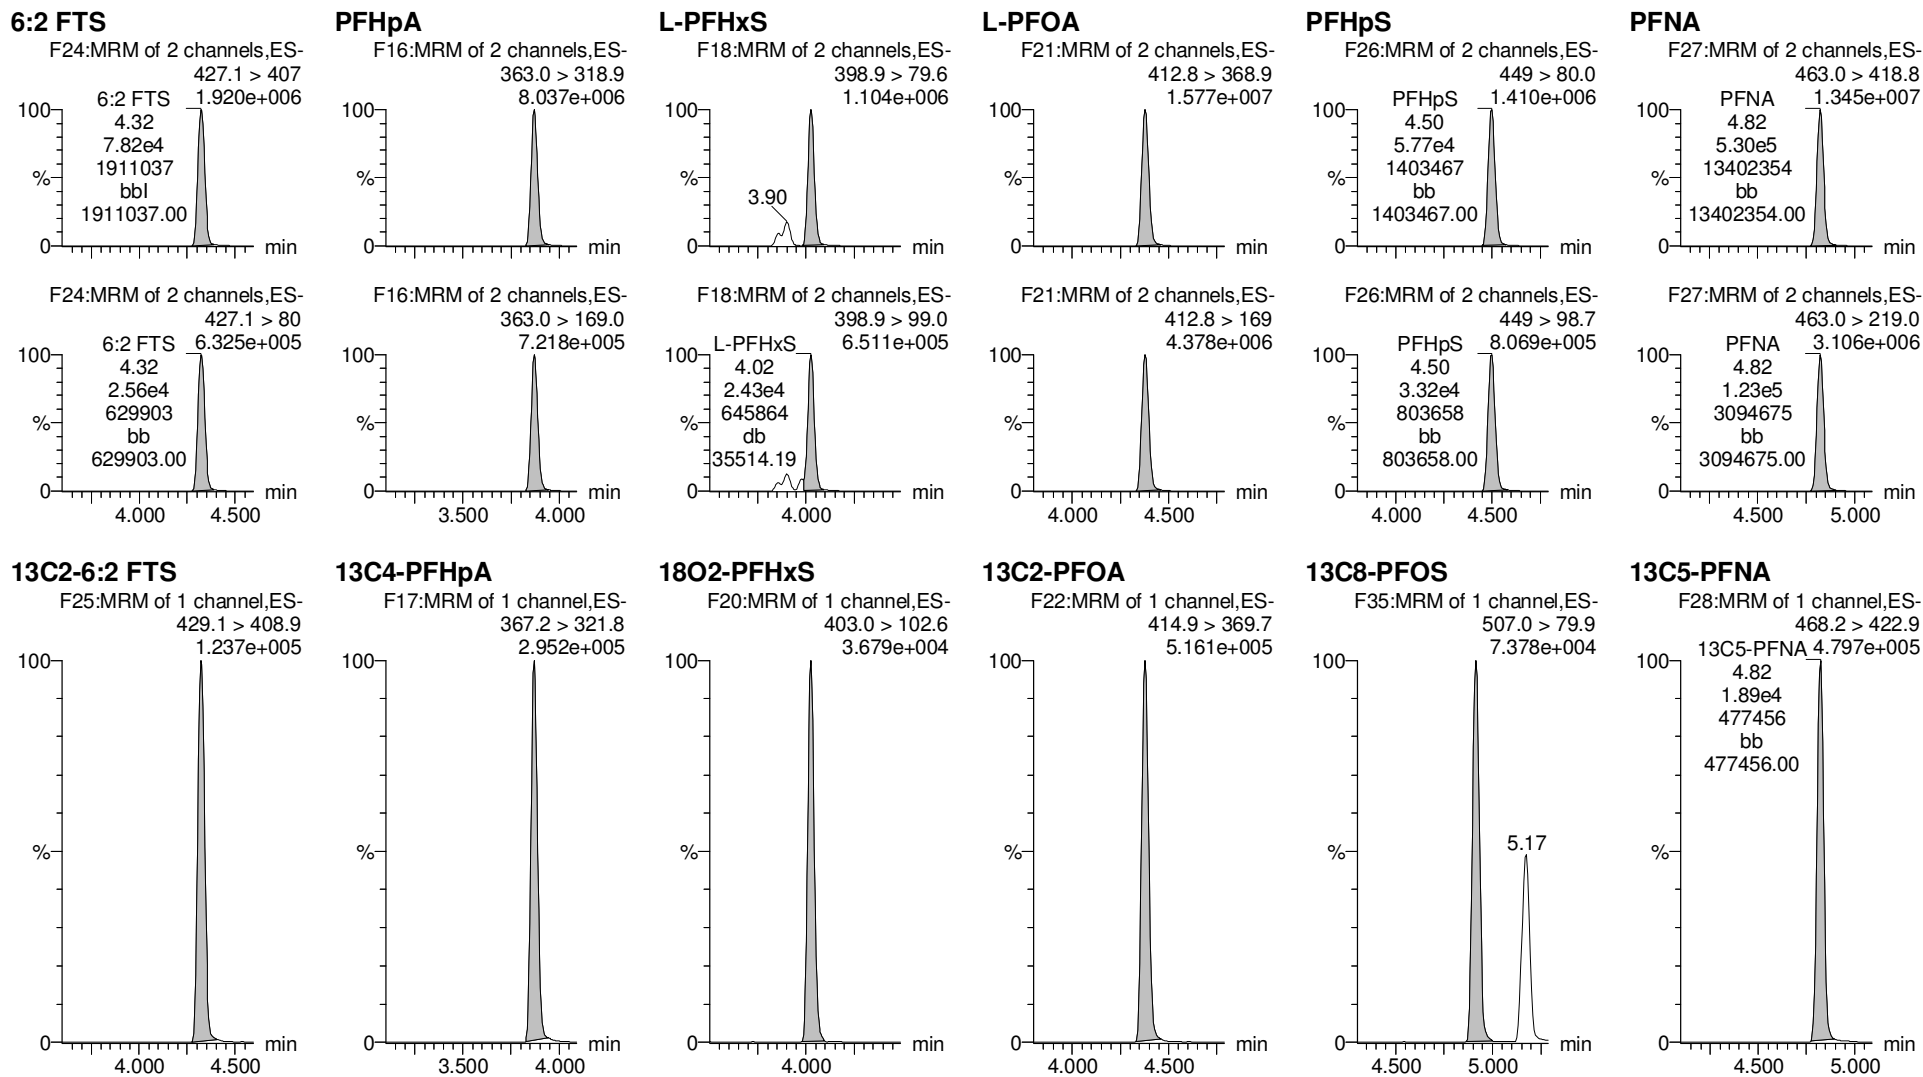 6:2 FTS
F24:MRM of 2 channels,ES-
427.1 > 407
6:2 FTS 1.920e+006
100
4.32
7.82e4
1911037
%
bbI
1911037.00
0 min
F24:MRM of 2 channels,ES-
427.1 > 80
6:2 FTS 6.325e+005
100
4.32
2.56e4
629903
%
bb
629903.00
0 min
4.000 4.500
PFHpA
F16:MRM of 2 channels,ES-
363.0 > 318.9
8.037e+006
100
%
0 min
F16:MRM of 2 channels,ES-
363.0 > 169.0
7.218e+005
100
%
0 min
3.500 4.000
L-PFHxS
F18:MRM of 2 channels,ES-
398.9 > 79.6
1.104e+006
100
%
3.90
0 min
F18:MRM of 2 channels,ES-
398.9 > 99.0
L-PFHxS 6.511e+005
100
4.02
2.43e4
645864
%
db
35514.19
0 min
4.000
L-PFOA
F21:MRM of 2 channels,ES-
412.8 > 368.9
1.577e+007
100
%
0 min
F21:MRM of 2 channels,ES-
412.8 > 169
4.378e+006
100
%
0 min
4.000 4.500
PFHpS
F26:MRM of 2 channels,ES-
449 > 80.0
PFHpS 1.410e+006
100
4.50
5.77e4
1403467
%
bb
1403467.00
0 min
F26:MRM of 2 channels,ES-
449 > 98.7
PFHpS 8.069e+005
100
4.50
3.32e4
803658
%
bb
803658.00
0 min
4.000 4.500
PFNA
F27:MRM of 2 channels,ES-
463.0 > 418.8
PFNA 1.345e+007
100
4.82
5.30e5
13402354
%
bb
13402354.00
0 min
F27:MRM of 2 channels,ES-
463.0 > 219.0
PFNA 3.106e+006
100
4.82
1.23e5
3094675
%
bb
3094675.00
0 min
4.500 5.000
13C2-6:2 FTS
F25:MRM of 1 channel,ES-
429.1 > 408.9
1.237e+005
100
%
0 min
4.000 4.500
13C4-PFHpA
F17:MRM of 1 channel,ES-
367.2 > 321.8
2.952e+005
100
%
0 min
3.500 4.000
18O2-PFHxS
F20:MRM of 1 channel,ES-
403.0 > 102.6
3.679e+004
100
%
0 min
4.000
13C2-PFOA
F22:MRM of 1 channel,ES-
414.9 > 369.7
5.161e+005
100
%
0 min
4.000 4.500
13C8-PFOS
F35:MRM of 1 channel,ES-
507.0 > 79.9
7.378e+004
100
5.17
%
0 min
4.500 5.000
13C5-PFNA
F28:MRM of 1 channel,ES-
468.2 > 422.9
13C5-PFNA 4.797e+005
100
4.82
1.89e4
477456
bb
477456.00
%
0 min
4.500 5.000